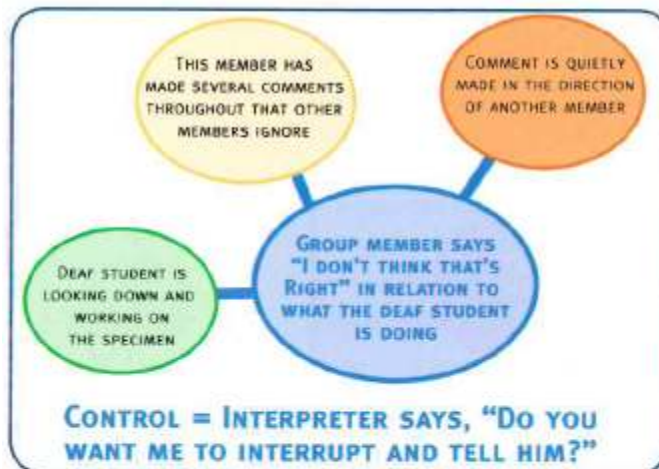 THIS MEMBER HAS
MADE SEVERAL COMMENTS
THROUGHOUT THAT OTHER
MEMBERS IGNORE
COMMENT IS QUIETLY
MADE IN THE DIRECTION
OF ANOTHER MEMBER
DEAF STUDENT IS
LOOKING DOWN AND
WORKING ON
THE SPECIMEN
GROUP MEMBER SAYS
"I DON'T THINK THAT'S
RIGHT" IN RELATION TO
WHAT THE DEAF STUDENT
IS DOING
CONTROL = INTERPRETER SAYS, "DO YOU
WANT ME TO INTERRUPT AND TELL HIM?"